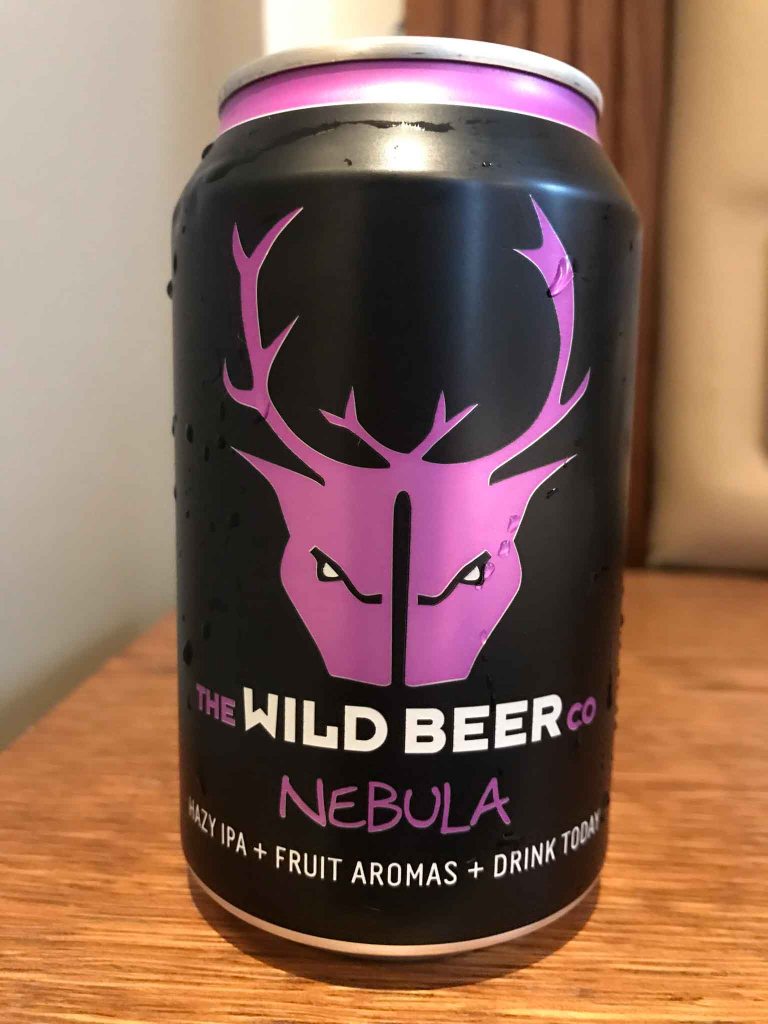 THE WILD BEER CO
NEBULA
HAZY IPA + FRUIT AROMAS + DRINK TODAY